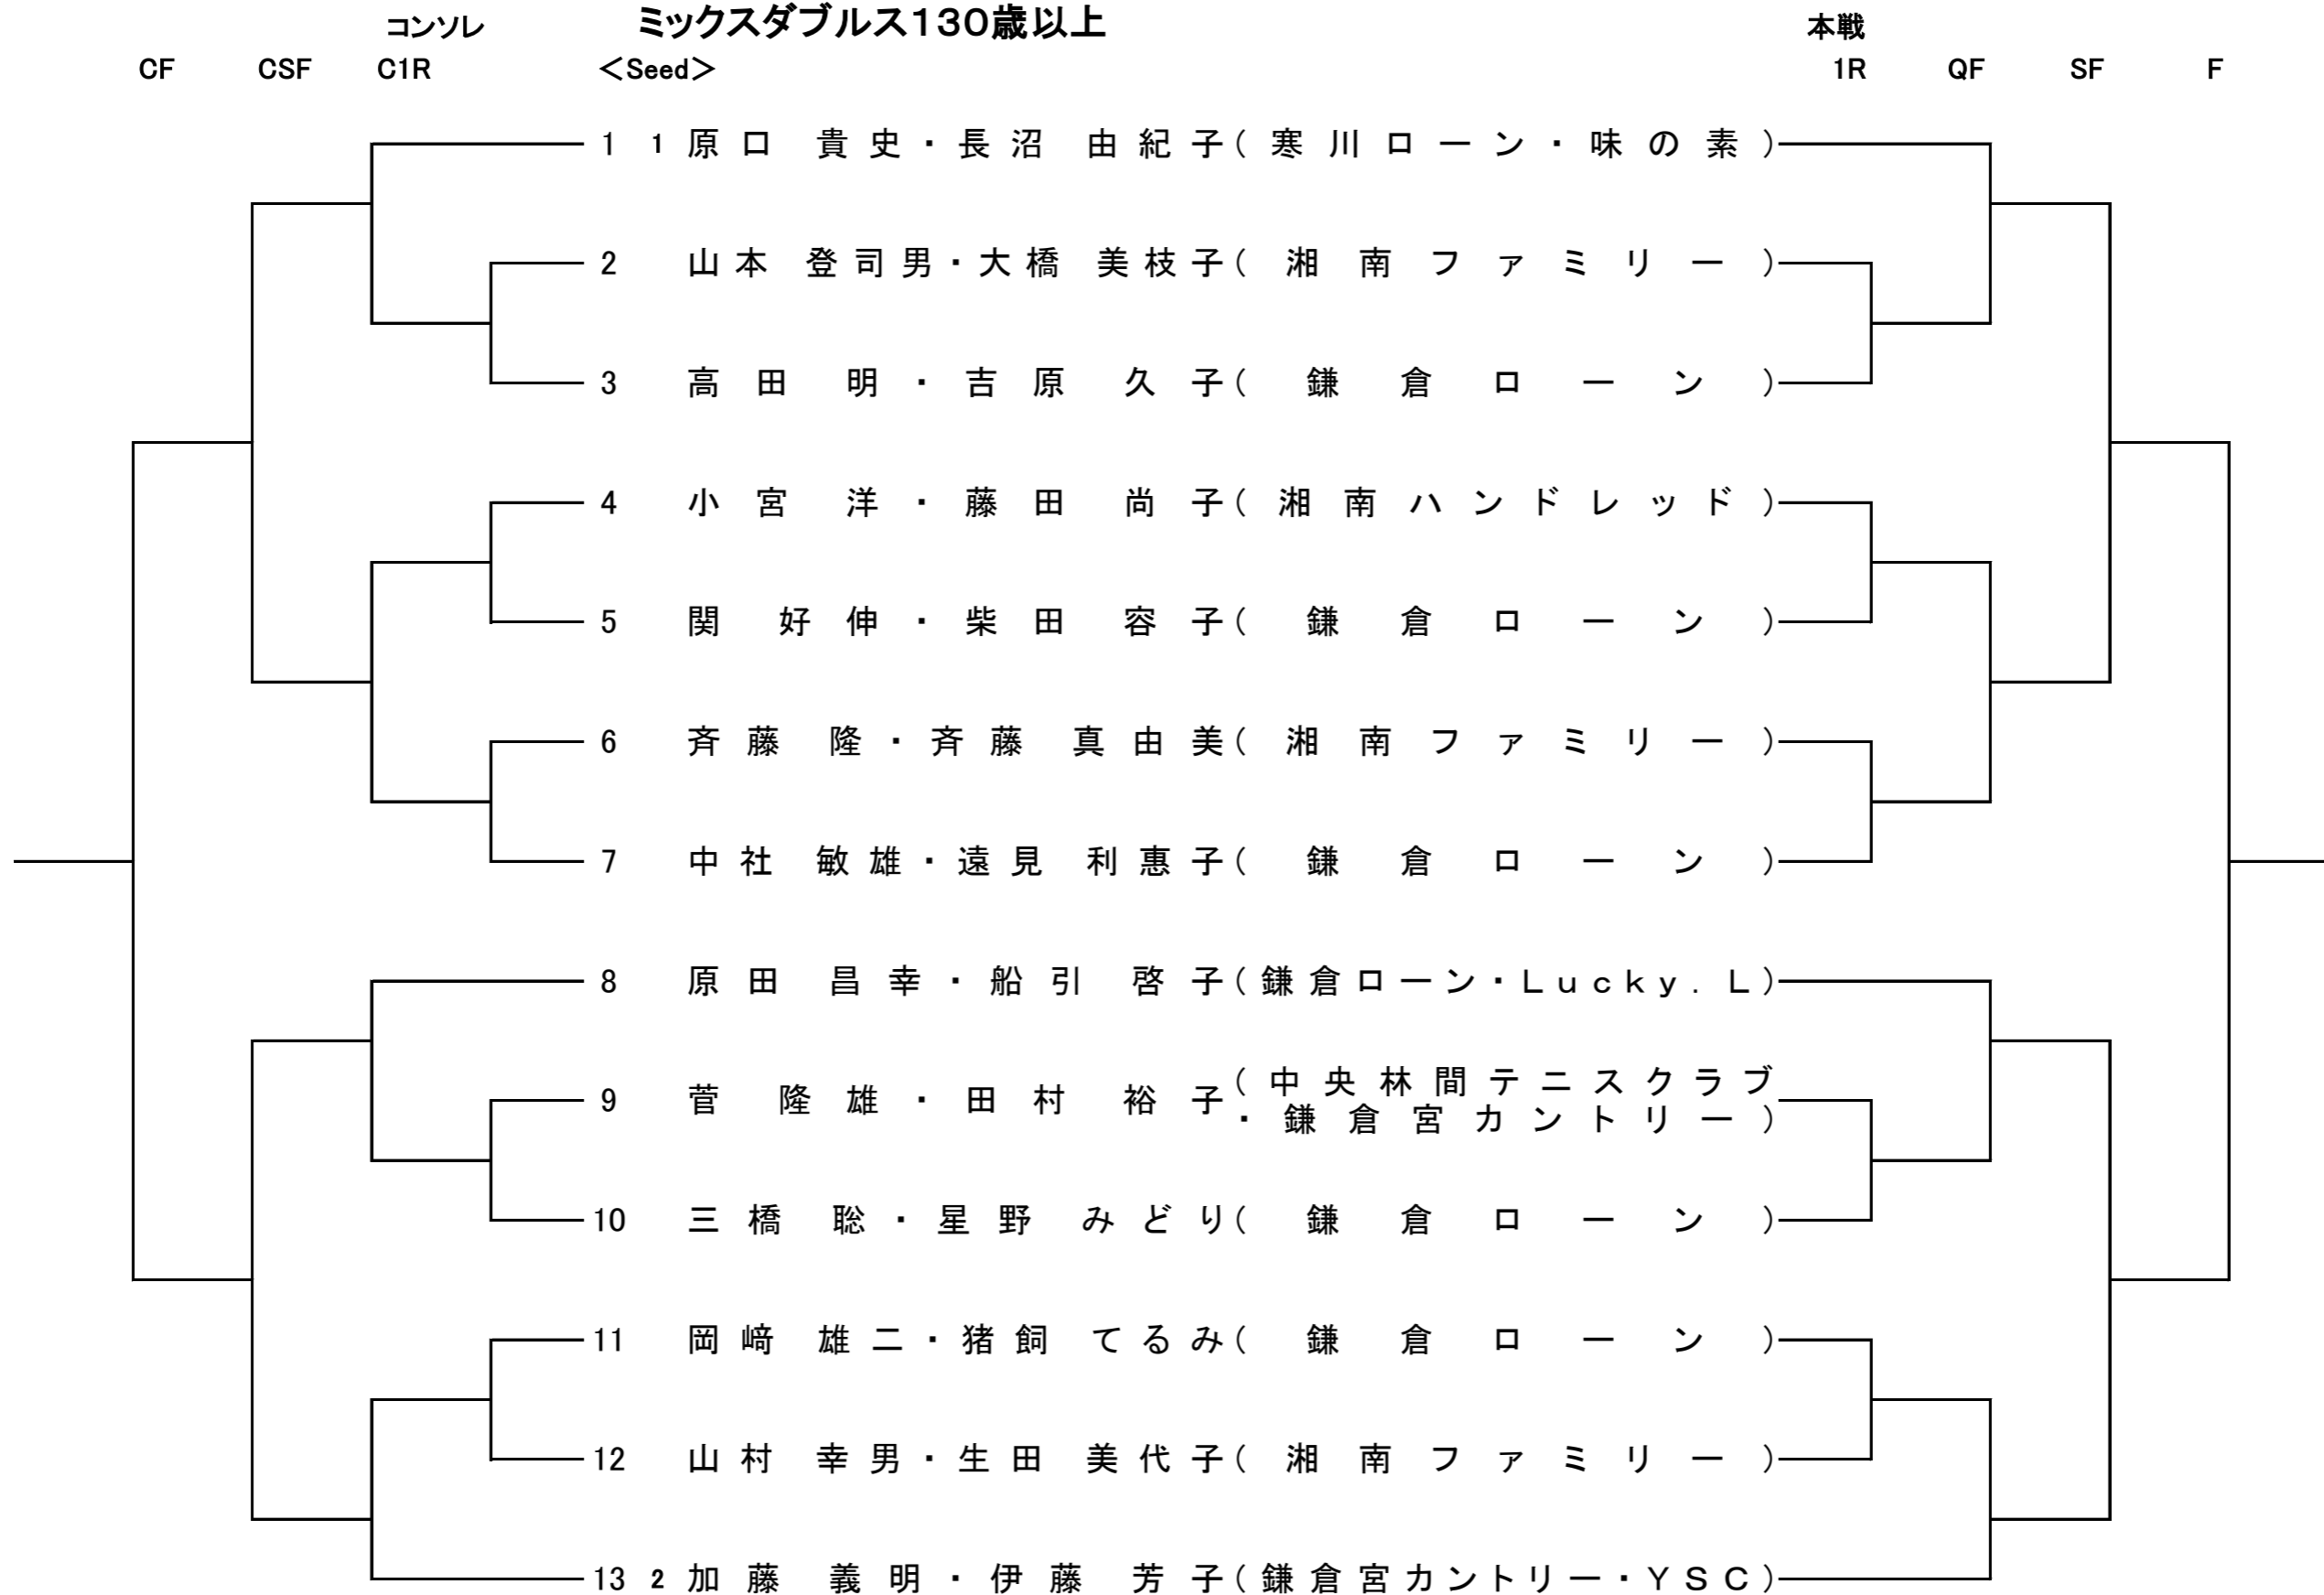 コンソレ ミックスダブルス130歳以上 本戦
CF CSF C1R <Seed> 1R QF SF F
1 1 原口 貴史・長沼 由紀子(寒川ローン・味の素)
2 山本 登司男・大橋 美枝子(湘南ファミリー)
3 高田 明・吉原 久子(鎌倉ローン)
4 小宮 洋・藤田 尚子(湘南ハンドレッド)
5 関 好伸・柴田 容子(鎌倉ローン)
6 斉藤 隆・斉藤 真由美(湘南ファミリー)
7 中社 敏雄・遠見 利惠子(鎌倉ローン)
8 原田 昌幸・船引 啓子(鎌倉ローン・Lucky.L)
9 菅 隆雄・田村 裕子(中央林間テニスクラブ
・鎌倉宮カントリー)
10 三橋 聡・星野 みどり(鎌倉ローン)
11 岡﨑 雄二・猪飼 てるみ(鎌倉ローン)
12 山村 幸男・生田 美代子(湘南ファミリー)
13 2 加藤 義明・伊藤 芳子(鎌倉宮カントリー・YSC)